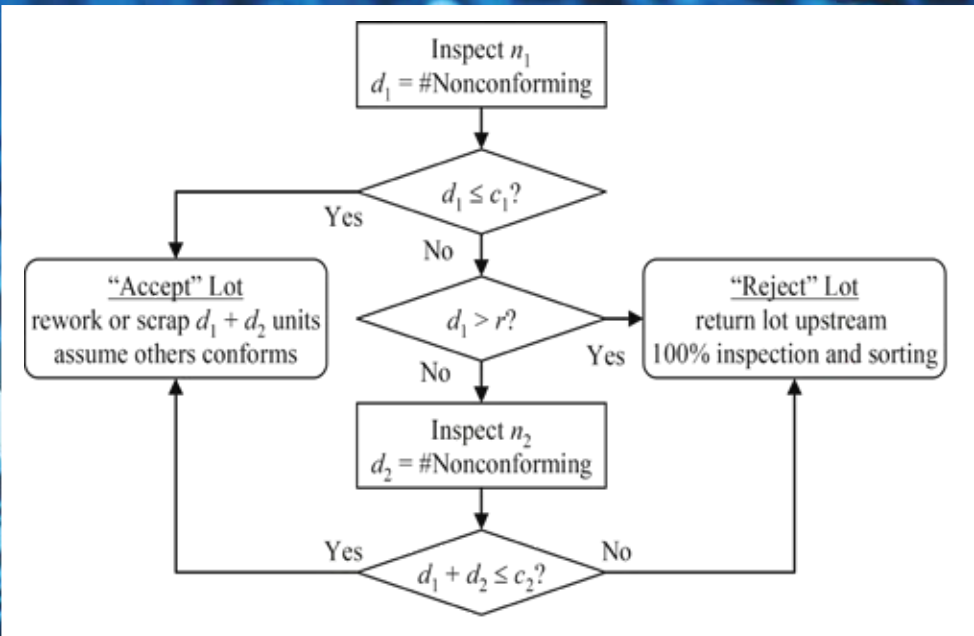 Inspect n₁
d₁ = #Nonconforming
d₁ ≤ c₁?
Yes
No
“Accept” Lot
rework or scrap d₁ + d₂ units
assume others conforms
d₁ > r?
“Reject” Lot
return lot upstream
100% inspection and sorting
Yes
No
Inspect n₂
d₂ = #Nonconforming
Yes
No
d₁ + d₂ ≤ c₂?